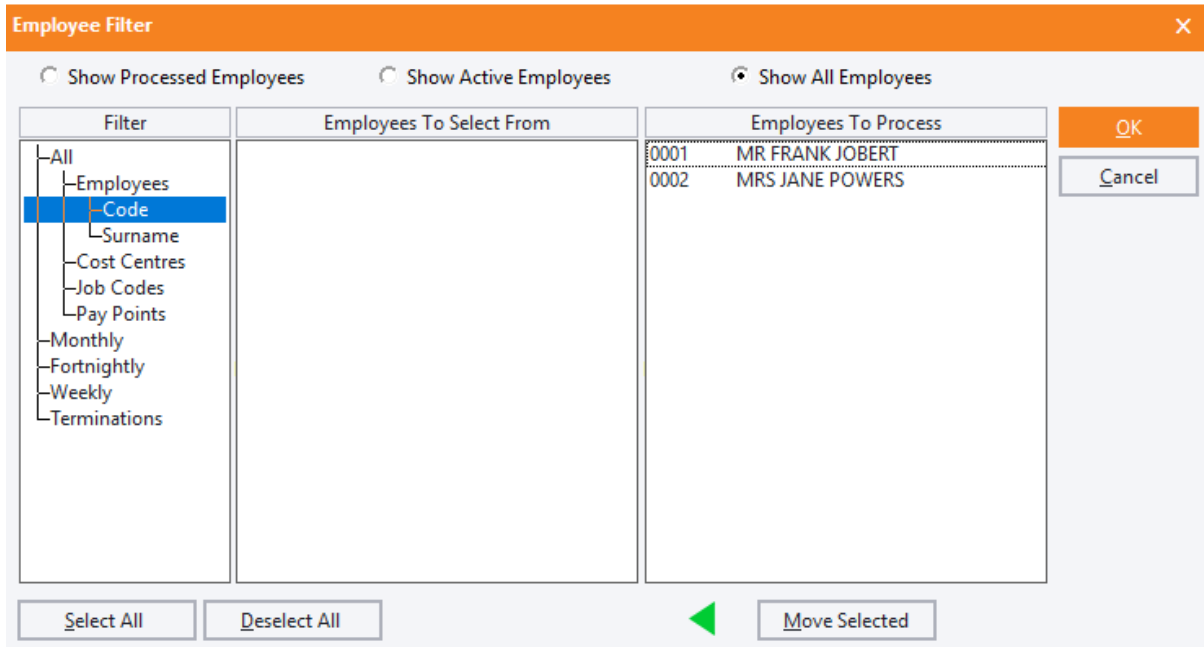 Employee Filter
Show Processed Employees Show Active Employees Show All Employees
Filter Employees To Select From Employees To Process OK
All 0001 MR FRANK JOBERT
Employees 0002 MRS JANE POWERS Cancel
Code
Surname
Cost Centres
Job Codes
Pay Points
Monthly
Fortnightly
Weekly
Terminations
Select All Deselect All Move Selected